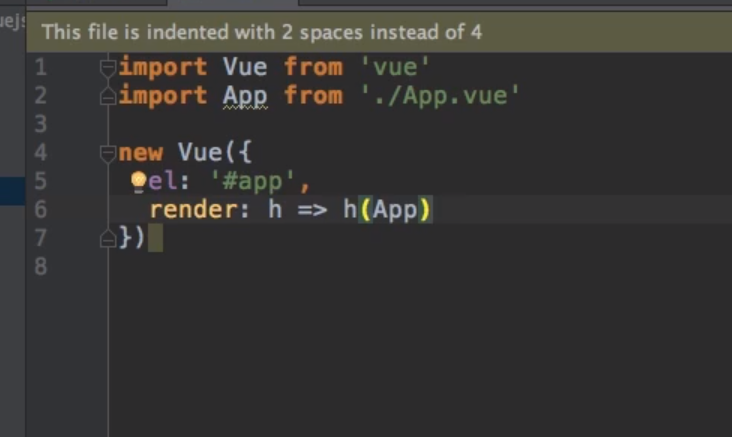 uejs
This file is indented with 2 spaces instead of 4
1 import Vue from 'vue'
2 import App from './App.vue'
3
4 new Vue({
5   el: '#app',
6   render: h => h(App)
7 })
8